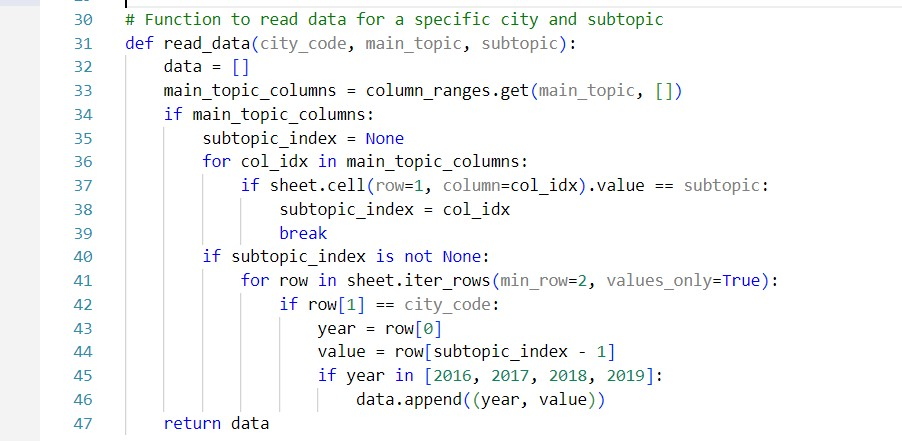 30 # Function to read data for a specific city and subtopic
31 def read_data(city_code, main_topic, subtopic):
32     data = []
33     main_topic_columns = column_ranges.get(main_topic, [])
34     if main_topic_columns:
35         subtopic_index = None
36         for col_idx in main_topic_columns:
37             if sheet.cell(row=1, column=col_idx).value == subtopic:
38                 subtopic_index = col_idx
39                 break
40         if subtopic_index is not None:
41             for row in sheet.iter_rows(min_row=2, values_only=True):
42                 if row[1] == city_code:
43                     year = row[0]
44                     value = row[subtopic_index - 1]
45                     if year in [2016, 2017, 2018, 2019]:
46                         data.append((year, value))
47     return data